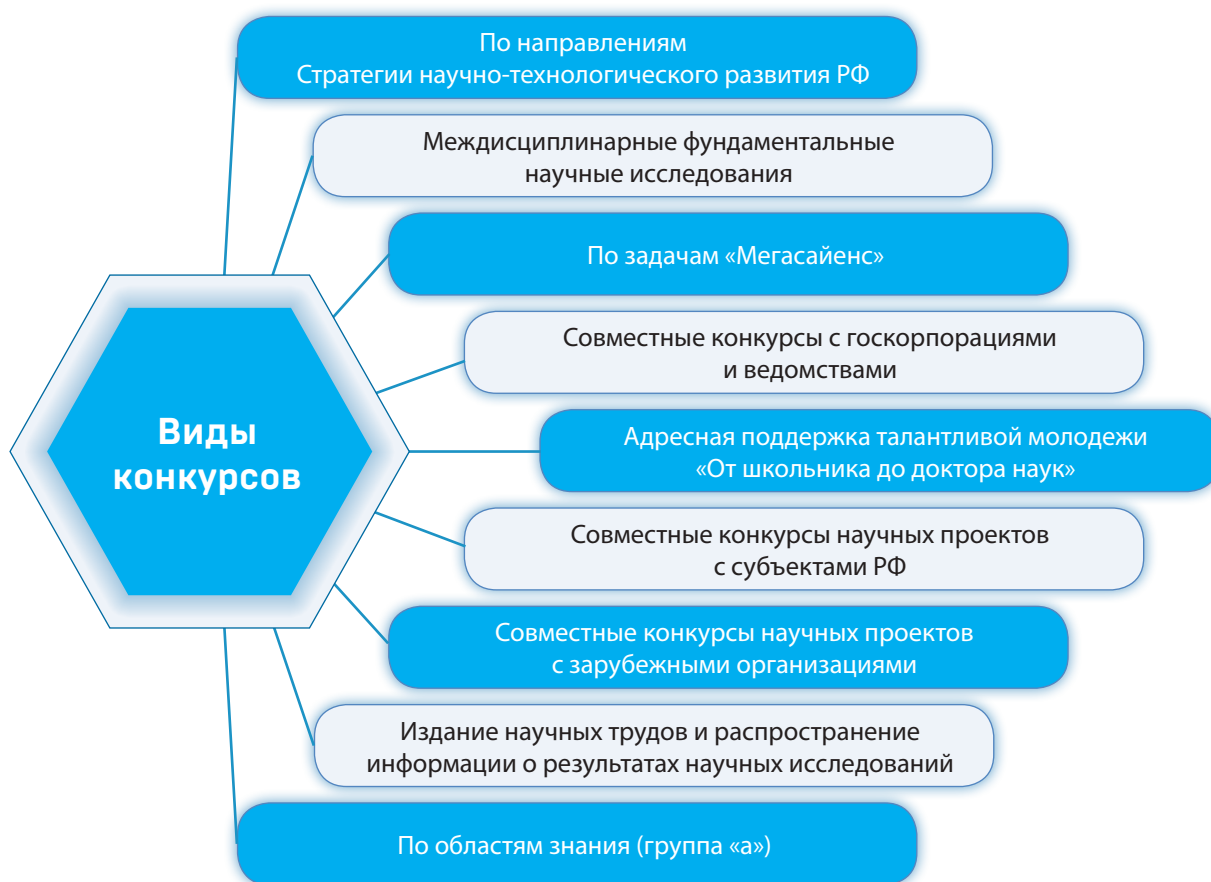 По направлениям
Стратегии научно-технологического развития РФ
Междисциплинарные фундаментальные
научные исследования
По задачам «Мегасайенс»
Совместные конкурсы с госкорпорациями
и ведомствами
Виды
конкурсов
Адресная поддержка талантливой молодежи
«От школьника до доктора наук»
Совместные конкурсы научных проектов
с субъектами РФ
Совместные конкурсы научных проектов
с зарубежными организациями
Издание научных трудов и распространение
информации о результатах научных исследований
По областям знания (группа «а»)